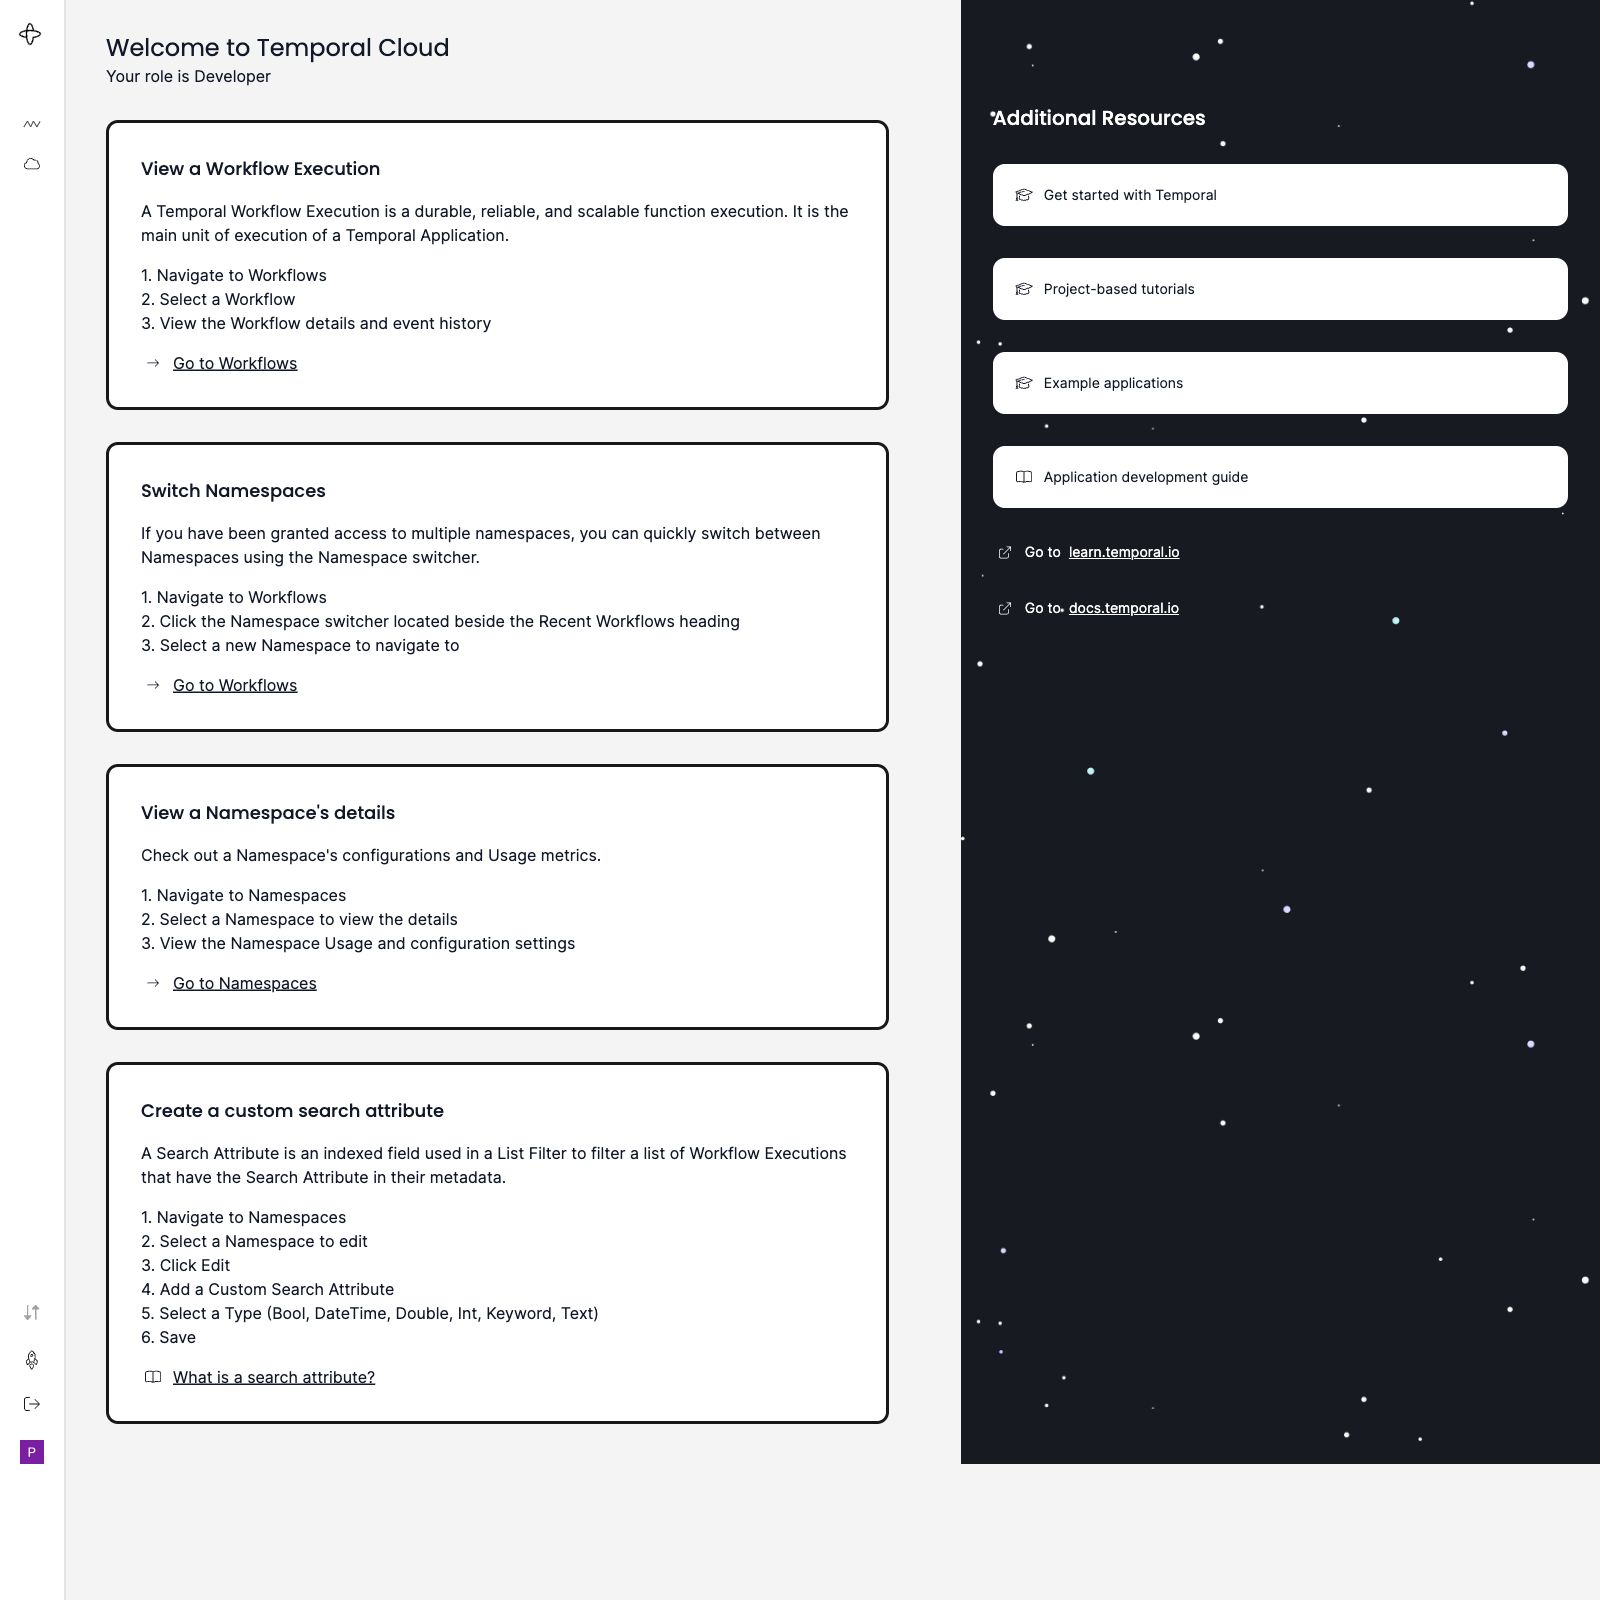 Welcome to Temporal Cloud
Your role is Developer
View a Workflow Execution
A Temporal Workflow Execution is a durable, reliable, and scalable function execution. It is the
main unit of execution of a Temporal Application.
1. Navigate to Workflows
2. Select a Workflow
3. View the Workflow details and event history
Go to Workflows
Switch Namespaces
If you have been granted access to multiple namespaces, you can quickly switch between
Namespaces using the Namespace switcher.
1. Navigate to Workflows
2. Click the Namespace switcher located beside the Recent Workflows heading
3. Select a new Namespace to navigate to
Go to Workflows
View a Namespace's details
Check out a Namespace's configurations and Usage metrics.
1. Navigate to Namespaces
2. Select a Namespace to view the details
3. View the Namespace Usage and configuration settings
Go to Namespaces
Create a custom search attribute
A Search Attribute is an indexed field used in a List Filter to filter a list of Workflow Executions
that have the Search Attribute in their metadata.
1. Navigate to Namespaces
2. Select a Namespace to edit
3. Click Edit
4. Add a Custom Search Attribute
5. Select a Type (Bool, DateTime, Double, Int, Keyword, Text)
6. Save
What is a search attribute?
P
Additional Resources
Get started with Temporal
Project-based tutorials
Example applications
Application development guide
Go to learn.temporal.io
Go to docs.temporal.io